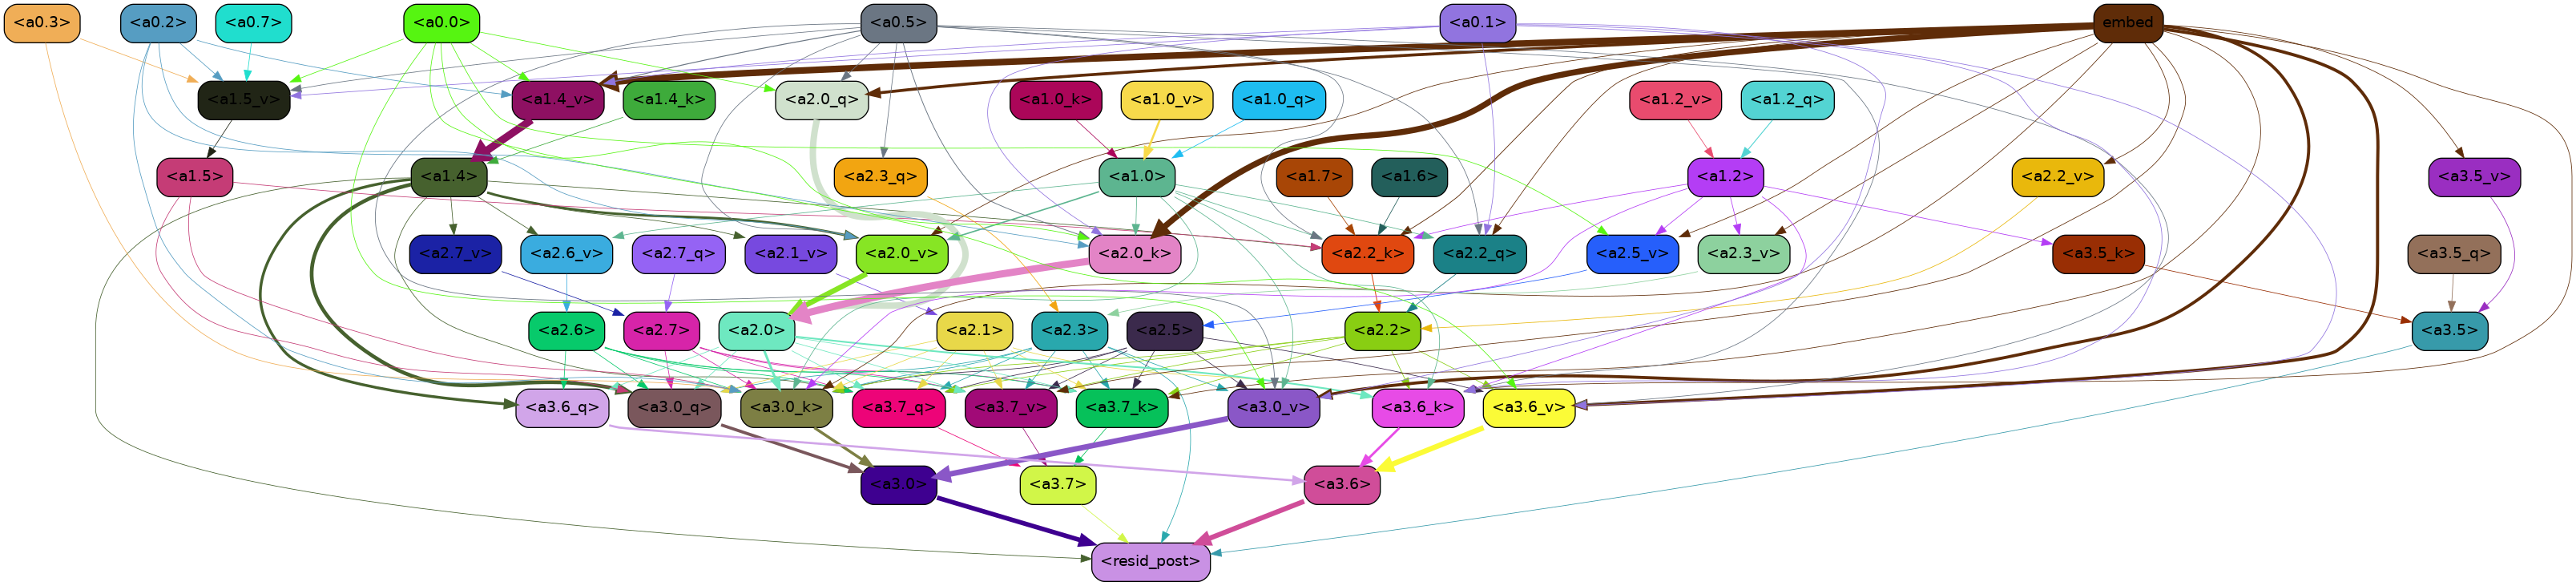 <a0.3> <a0.2> <a0.7> <a0.0> <a0.5> <a0.1> embed
<a1.5_v> <a1.4_v> <a1.4_k> <a2.0_q> <a1.0_k> <a1.0_v> <a1.0_q> <a1.2_v> <a1.2_q>
<a1.5> <a1.4> <a2.3_q> <a1.0> <a1.7> <a1.6> <a1.2> <a2.2_v> <a3.5_v>
<a2.7_v> <a2.6_v> <a2.7_q> <a2.1_v> <a2.0_v> <a2.0_k> <a2.2_k> <a2.2_q> <a2.5_v> <a2.3_v> <a3.5_k> <a3.5_q>
<a2.6> <a2.7> <a2.0> <a2.1> <a2.3> <a2.5> <a2.2> <a3.5>
<a3.6_q> <a3.0_q> <a3.0_k> <a3.7_q> <a3.7_v> <a3.7_k> <a3.0_v> <a3.6_k> <a3.6_v>
<a3.0> <a3.7> <a3.6>
<resid_post>